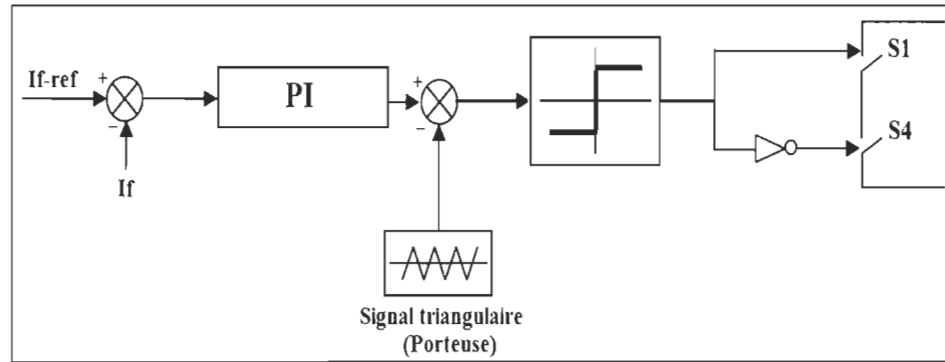 If-ref
+
−
If
PI
+
−
S1
S4
Signal triangulaire
(Porteuse)